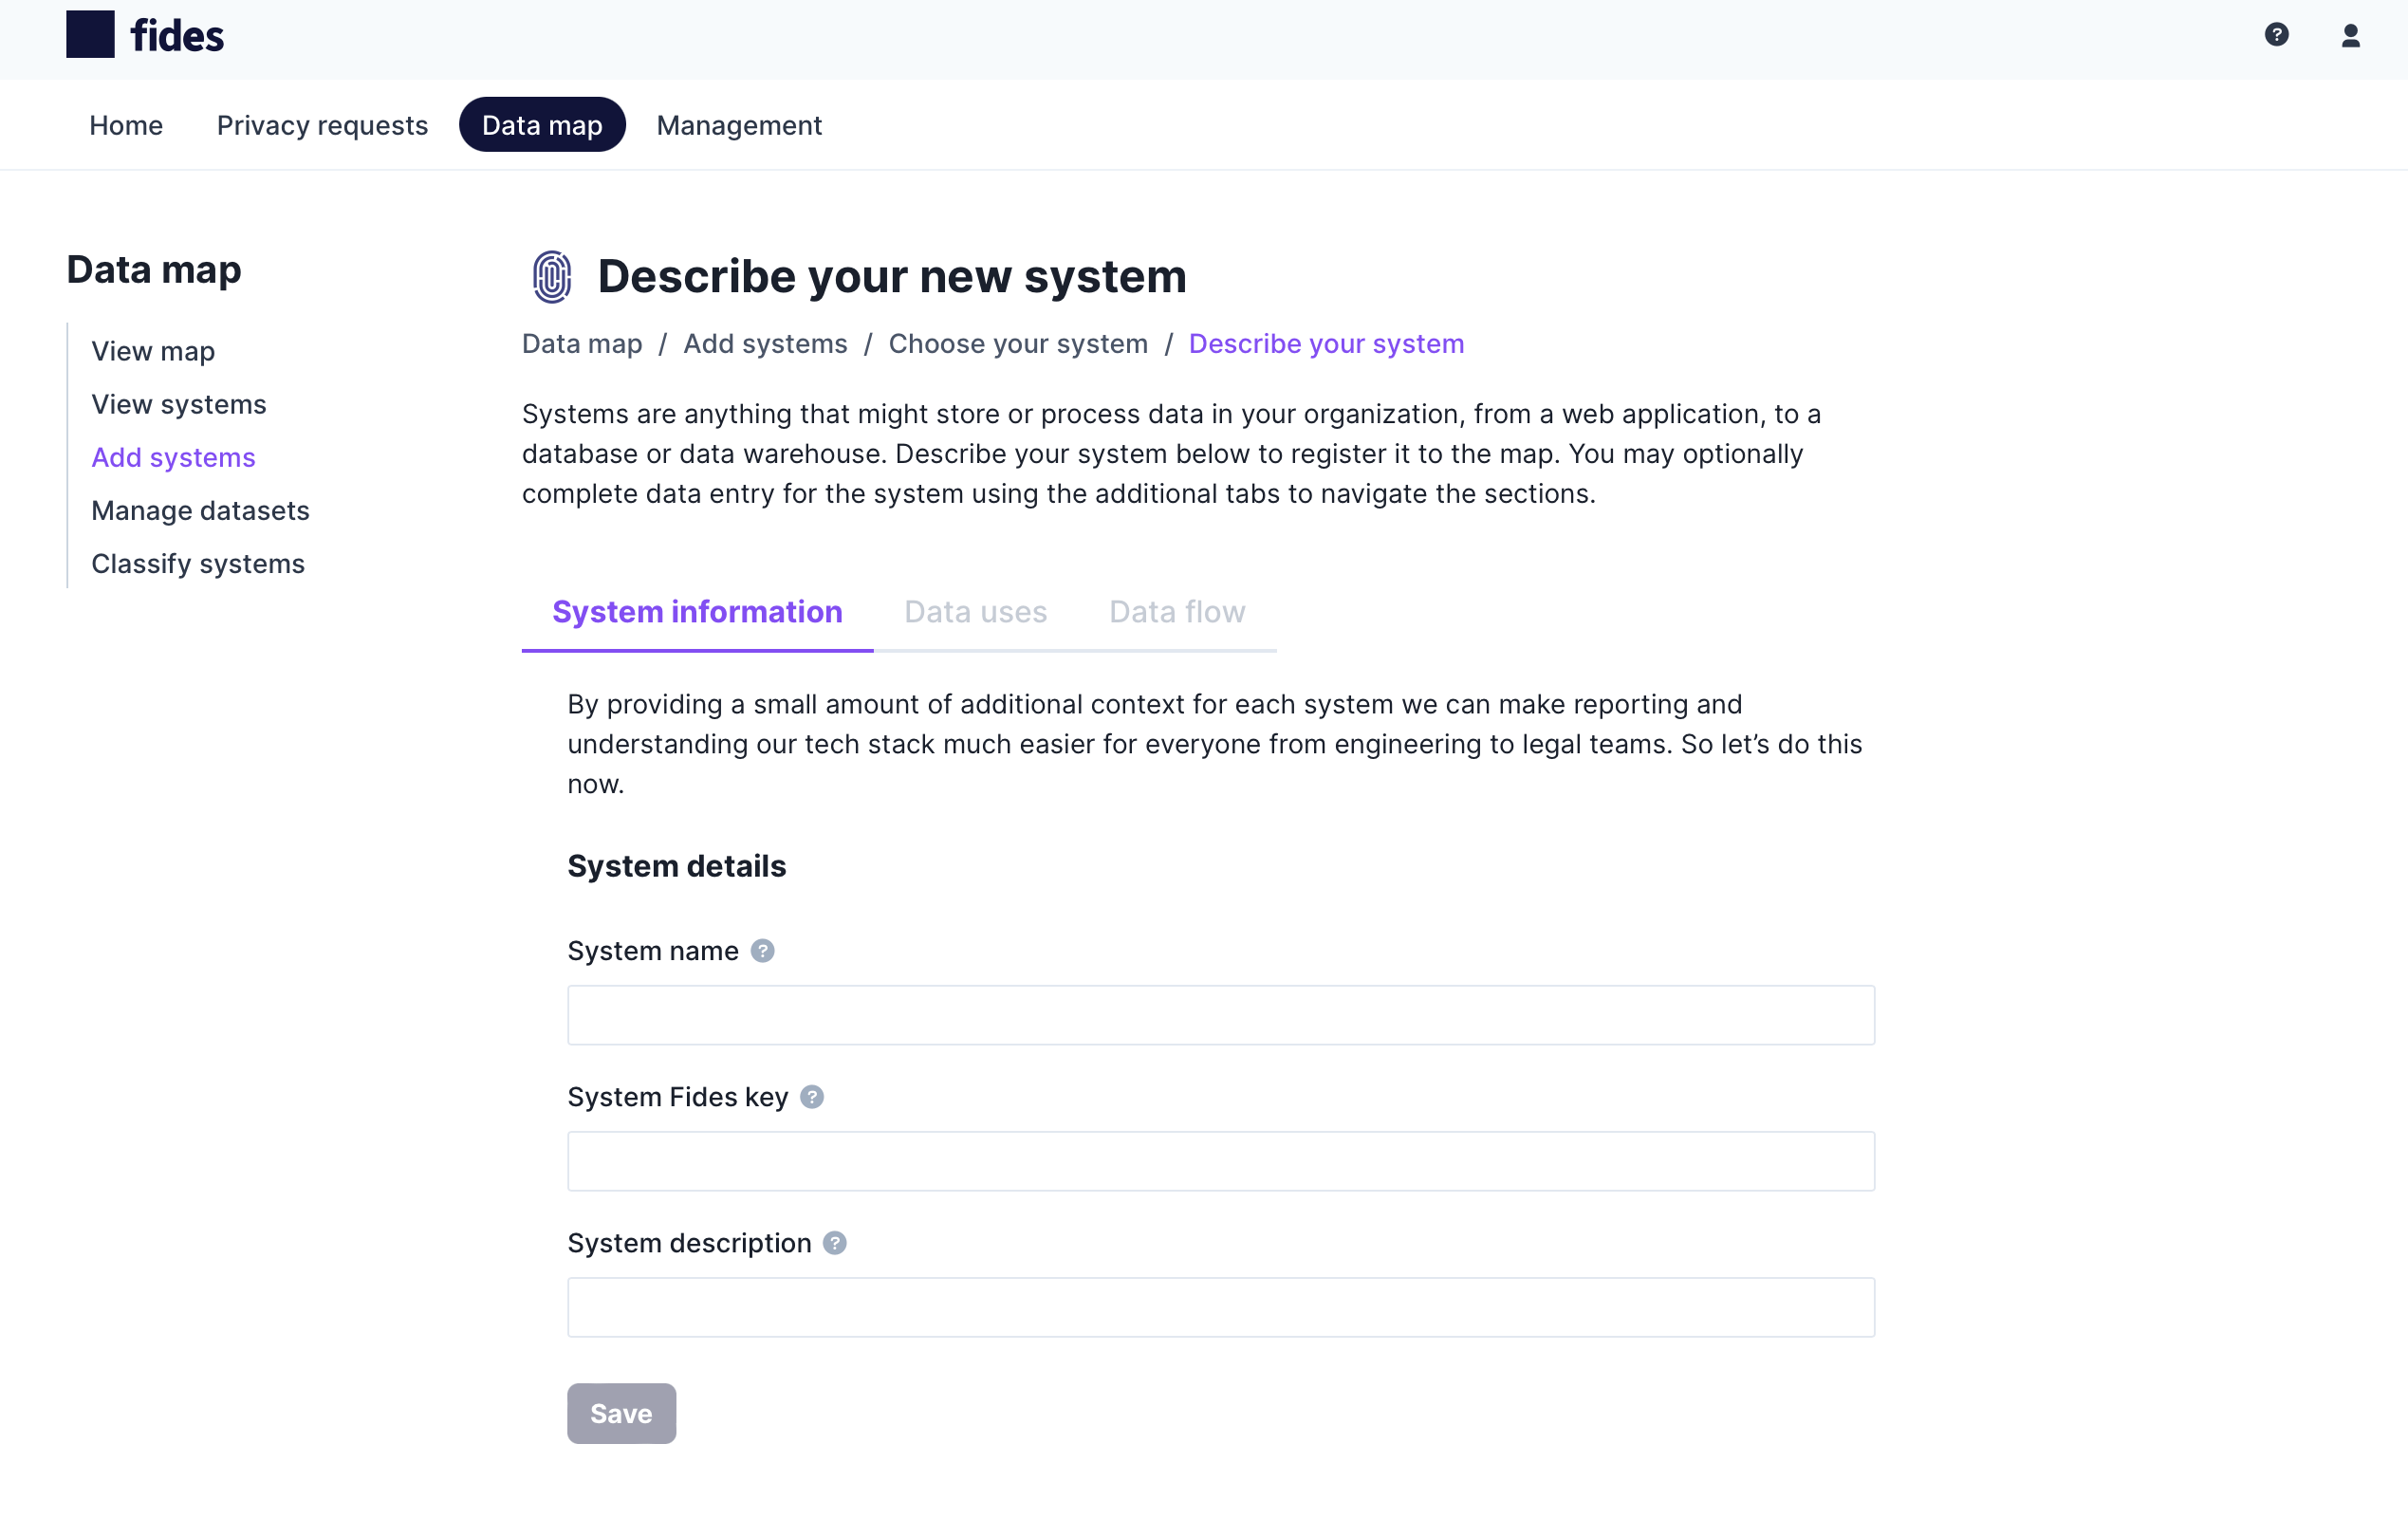 fides
Home
Privacy requests
Data map
Management
Data map
View map
View systems
Add systems
Manage datasets
Classify systems
Describe your new system
Data map / Add systems / Choose your system / Describe your system
Systems are anything that might store or process data in your organization, from a web application, to a
database or data warehouse. Describe your system below to register it to the map. You may optionally
complete data entry for the system using the additional tabs to navigate the sections.
System information
Data uses
Data flow
By providing a small amount of additional context for each system we can make reporting and
understanding our tech stack much easier for everyone from engineering to legal teams. So let’s do this
now.
System details
System name ?
System Fides key ?
System description ?
Save